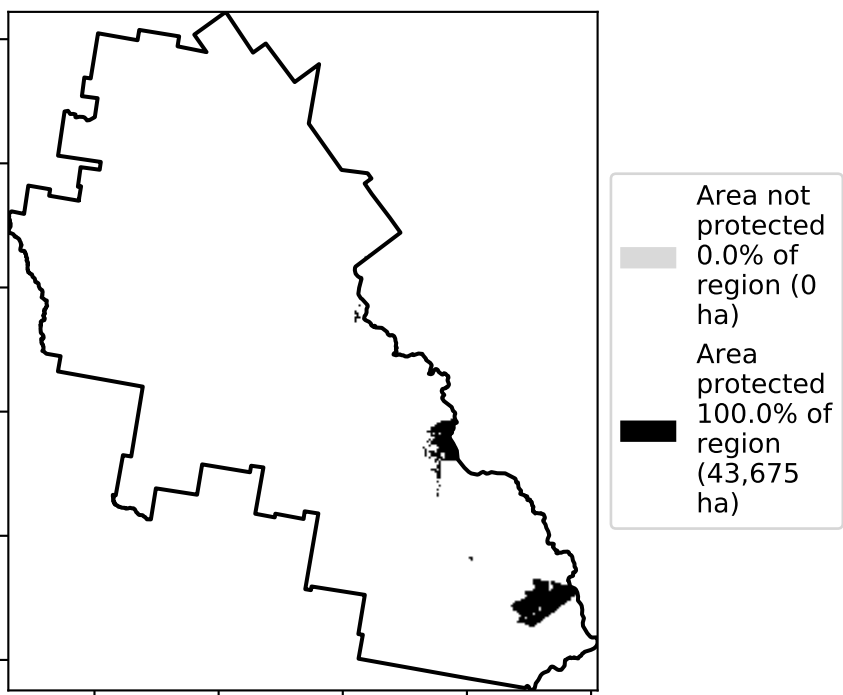 Area not
protected
0.0% of
region (0
ha)
Area
protected
100.0% of
region
(43,675
ha)